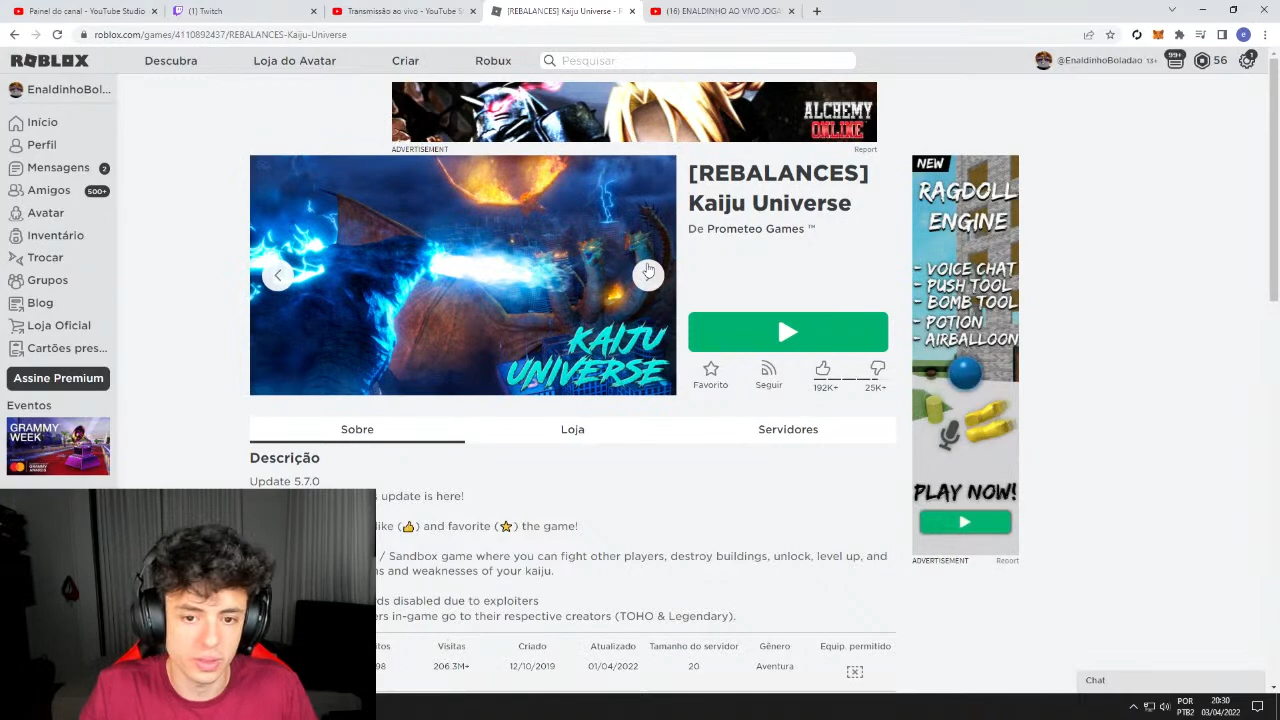 Painel do canal - YouTube Studio
(1) Twitch
Transmissão ao vivo - YouTube S
[REBALANCES] Kaiju Universe - R
(16) ENALDINHO AO VIVO JOGA
roblox.com/games/4110892437/REBALANCES-Kaiju-Universe
ROBLOX
Descubra
Loja do Avatar
Criar
Robux
Pesquisar
@EnaldinhoBoladao 13+
99+
56
1
EnaldinhoBol...
Início
Perfil
Mensagens 2
Amigos 500+
Avatar
Inventário
Trocar
Grupos
Blog
Loja Oficial
Cartões pres...
Assine Premium
Eventos
GRAMMY
WEEK
ALCHEMY
ONLINE
ADVERTISEMENT
Report
KAIJU
UNIVERSE
[REBALANCES]
Kaiju Universe
De Prometeo Games ™
Favorito
Seguir
192K+
25K+
Sobre
Loja
Servidores
Descrição
Update 5.7.0
s update is here!
like (👍) and favorite (⭐) the game!
/ Sandbox game where you can fight other players, destroy buildings, unlock, level up, and
ns and weaknesses of your kaiju.
ds disabled due to exploiters
rs in-game go to their respective creators (TOHO & Legendary).
itos
Visitas
Criado
Atualizado
Tamanho do servidor
Gênero
Equip. permitido
98
206.3M+
12/10/2019
01/04/2022
20
Aventura
NEW
RAGDOLL
ENGINE
- VOICE CHAT
- PUSH TOOL
- BOMB TOOL
- POTION
- AIRBALLOON
PLAY NOW!
ADVERTISEMENT
Report
Chat
POR
PTB2
20:30
03/04/2022